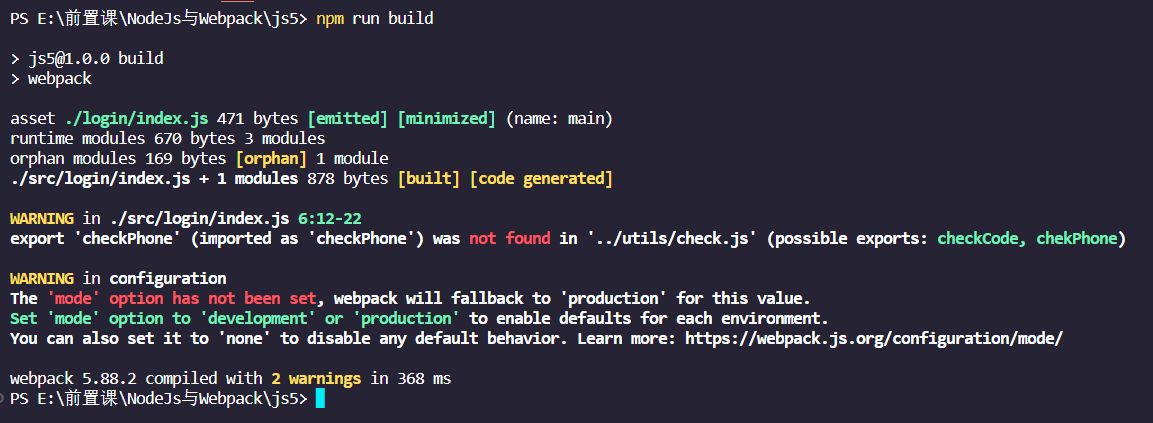 PS E:\前置课\NodeJs与Webpack\js5> npm run build
> js5@1.0.0 build
> webpack
asset ./login/index.js 471 bytes [emitted] [minimized] (name: main)
runtime modules 670 bytes 3 modules
orphan modules 169 bytes [orphan] 1 module
./src/login/index.js + 1 modules 878 bytes [built] [code generated]
WARNING in ./src/login/index.js 6:12-22
export 'checkPhone' (imported as 'checkPhone') was not found in '../utils/check.js' (possible exports: checkCode, chekPhone)
WARNING in configuration
The 'mode' option has not been set, webpack will fallback to 'production' for this value.
Set 'mode' option to 'development' or 'production' to enable defaults for each environment.
You can also set it to 'none' to disable any default behavior. Learn more: https://webpack.js.org/configuration/mode/
webpack 5.88.2 compiled with 2 warnings in 368 ms
PS E:\前置课\NodeJs与Webpack\js5>